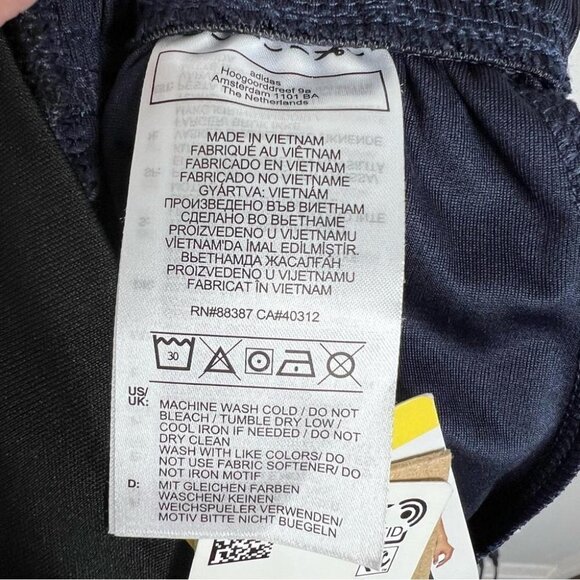 adidas
Hoogoorddreef 9a
Amsterdam 1101 BA
The Netherlands
MADE IN VIETNAM
FABRIQUÉ AU VIÊTNAM
FABRICADO EN VIETNAM
FABRICADO NO VIETNAME
GYÁRTVA: VIETNÁM
ПРОИЗВЕДЕНО ВЪВ ВИЕТНАМ
СДЕЛАНО ВО ВЬЕТНАМЕ
PROIZVEDENO U VIJETNAMU
VİETNAM'DA İMAL EDİLMİŞTİR.
ВЬЕТНАМДА ЖАСАЛҒАН
PROIZVEDENO U VIJETNAMU
FABRICAT ÎN VIETNAM
RN#88387 CA#40312
30
US/
UK: MACHINE WASH COLD / DO NOT
BLEACH / TUMBLE DRY LOW /
COOL IRON IF NEEDED / DO NOT
DRY CLEAN
WASH WITH LIKE COLORS/ DO
NOT USE FABRIC SOFTENER/ DO
NOT IRON MOTIF
D: MIT GLEICHEN FARBEN
WASCHEN/ KEINEN
WEICHSPUELER VERWENDEN/
MOTIV BITTE NICHT BUEGELN